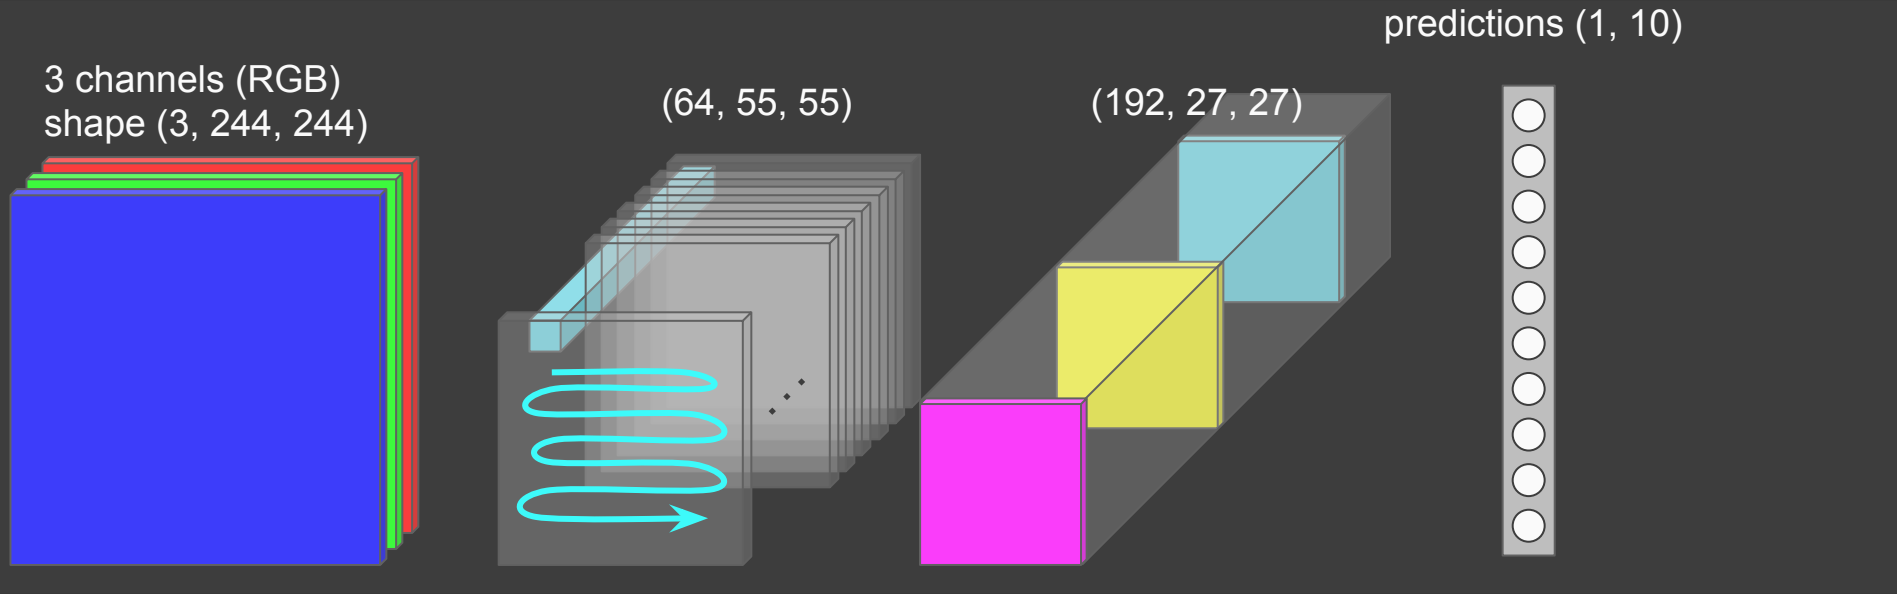 predictions (1, 10)
3 channels (RGB)
shape (3, 244, 244)
(64, 55, 55)
(192, 27, 27)